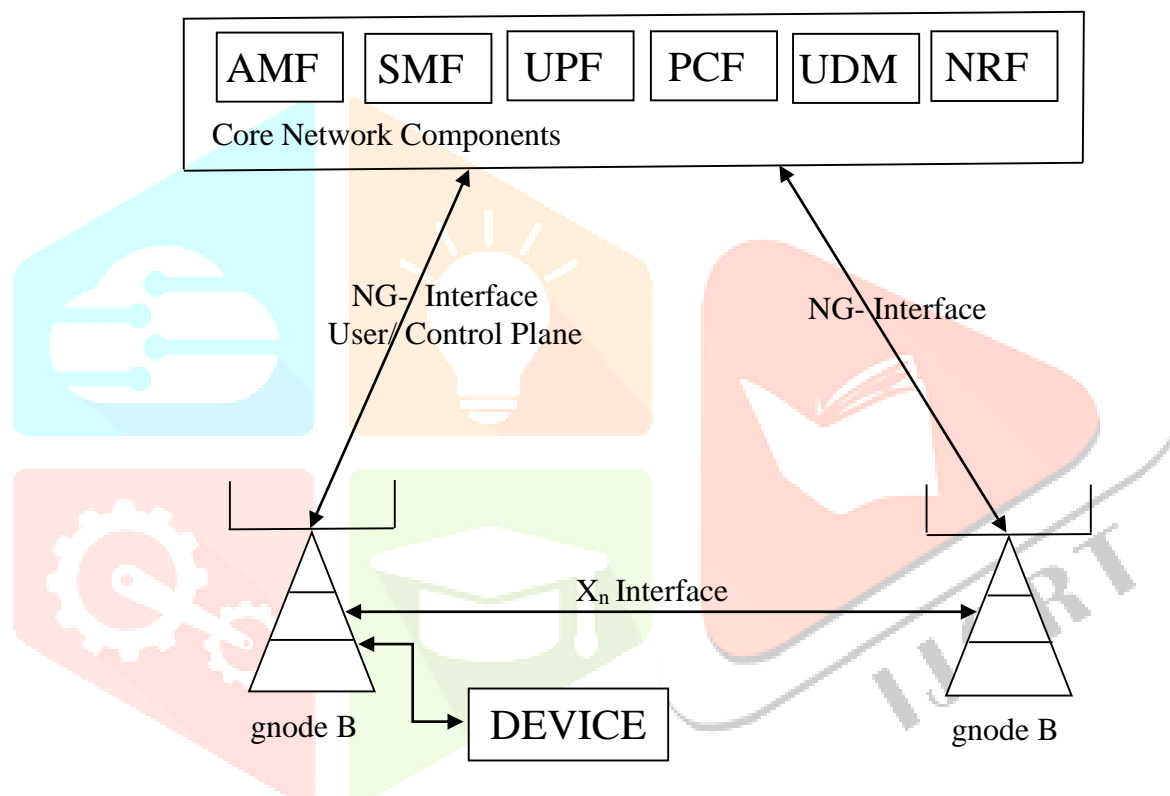 AMF SMF UPF PCF UDM NRF
Core Network Components
NG- Interface
User/ Control Plane
NG- Interface
Xₙ Interface
gnode B
DEVICE
gnode B